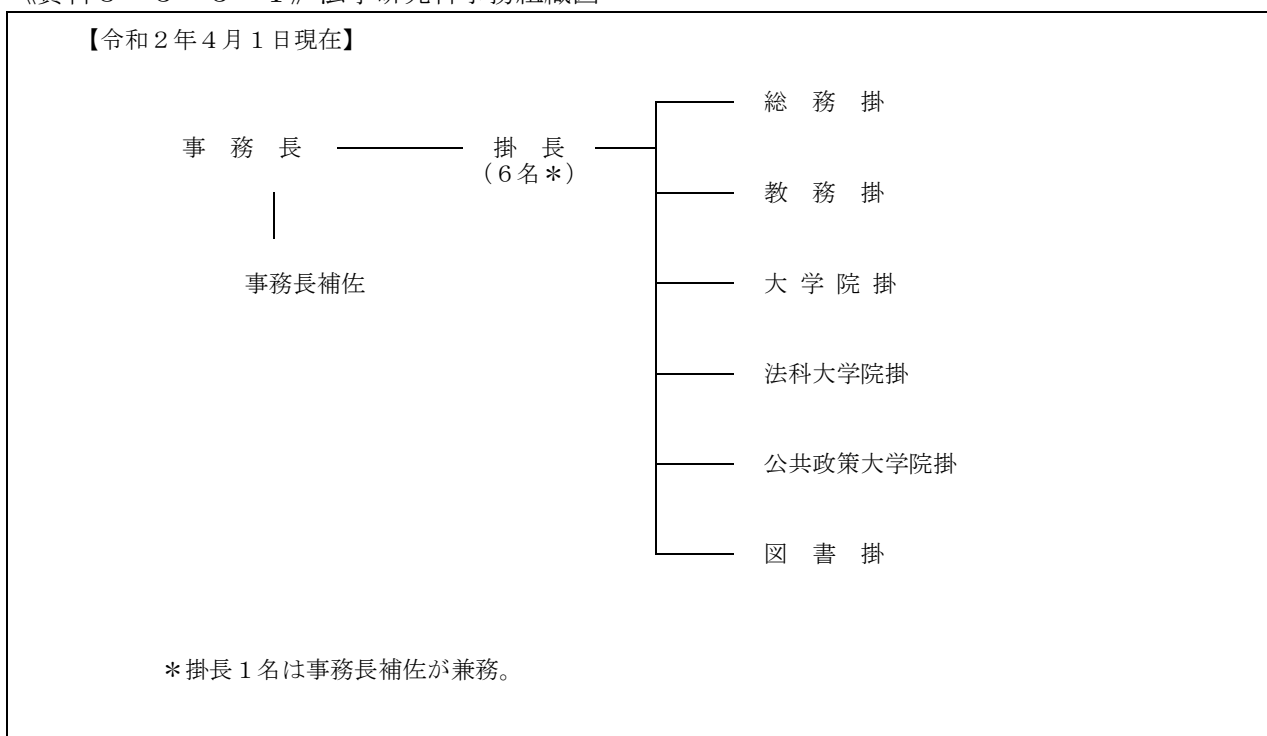 【令和２年４月１日現在】
総 務 掛
事 務 長
掛 長
（６名＊）
教 務 掛
事務長補佐
大 学 院 掛
法科大学院掛
公共政策大学院掛
図 書 掛
＊掛長１名は事務長補佐が兼務。